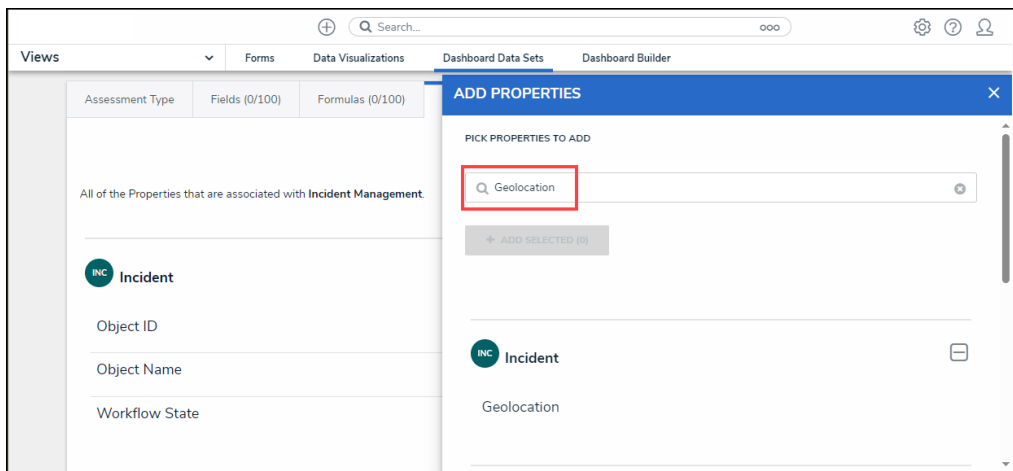 Search...
ooo
Views
Forms
Data Visualizations
Dashboard Data Sets
Dashboard Builder
Assessment Type
Fields (0/100)
Formulas (0/100)
All of the Properties that are associated with Incident Management.
INC
Incident
Object ID
Object Name
Workflow State
ADD PROPERTIES
PICK PROPERTIES TO ADD
Geolocation
+ ADD SELECTED (0)
INC
Incident
Geolocation